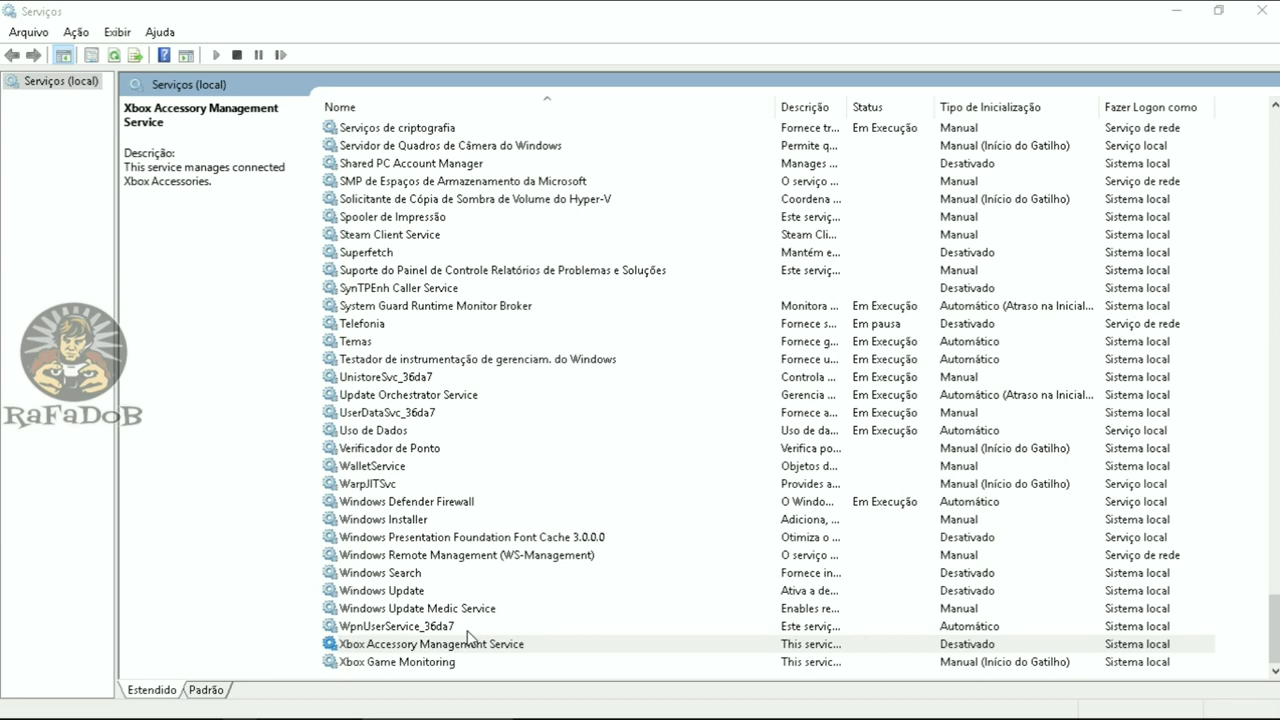 Serviços
Arquivo Ação Exibir Ajuda
Serviços (local)
Serviços (local)
Xbox Accessory Management
Service
Descrição:
This service manages connected
Xbox Accessories.
Nome Descrição Status Tipo de Inicialização Fazer Logon como
Serviços de criptografia Fornece tr... Em Execução Manual Serviço de rede
Servidor de Quadros de Câmera do Windows Permite q... Manual (Início do Gatilho) Serviço local
Shared PC Account Manager Manages ... Desativado Sistema local
SMP de Espaços de Armazenamento da Microsoft O serviço ... Manual Serviço de rede
Solicitante de Cópia de Sombra de Volume do Hyper-V Coordena ... Manual (Início do Gatilho) Sistema local
Spooler de Impressão Este serviç... Manual Sistema local
Steam Client Service Steam Cli... Manual Sistema local
Superfetch Mantém e... Desativado Sistema local
Suporte do Painel de Controle Relatórios de Problemas e Soluções Este serviç... Manual Sistema local
SynTPEnh Caller Service Desativado Sistema local
System Guard Runtime Monitor Broker Monitora ... Em Execução Automático (Atraso na Inicial... Sistema local
Telefonia Fornece s... Em pausa Desativado Serviço de rede
Temas Fornece g... Em Execução Automático Sistema local
Testador de instrumentação de gerenciam. do Windows Fornece u... Em Execução Automático Sistema local
UnistoreSvc_36da7 Controla ... Em Execução Manual Sistema local
Update Orchestrator Service Gerencia ... Em Execução Automático (Atraso na Inicial... Sistema local
UserDataSvc_36da7 Fornece a... Em Execução Manual Sistema local
Uso de Dados Uso de da... Em Execução Automático Serviço local
Verificador de Ponto Verifica po... Manual (Início do Gatilho) Sistema local
WalletService Objetos d... Manual Sistema local
WarpJITSvc Provides a... Manual (Início do Gatilho) Serviço local
Windows Defender Firewall O Windo... Em Execução Automático Serviço local
Windows Installer Adiciona, ... Manual Sistema local
Windows Presentation Foundation Font Cache 3.0.0.0 Otimiza o ... Desativado Serviço local
Windows Remote Management (WS-Management) O serviço ... Manual Serviço de rede
Windows Search Fornece in... Desativado Sistema local
Windows Update Ativa a de... Desativado Sistema local
Windows Update Medic Service Enables re... Manual Sistema local
WpnUserService_36da7 Este serviç... Automático Sistema local
Xbox Accessory Management Service This servic... Desativado Sistema local
Xbox Game Monitoring This servic... Manual (Início do Gatilho) Sistema local
RaFaDoB
Estendido Padrão